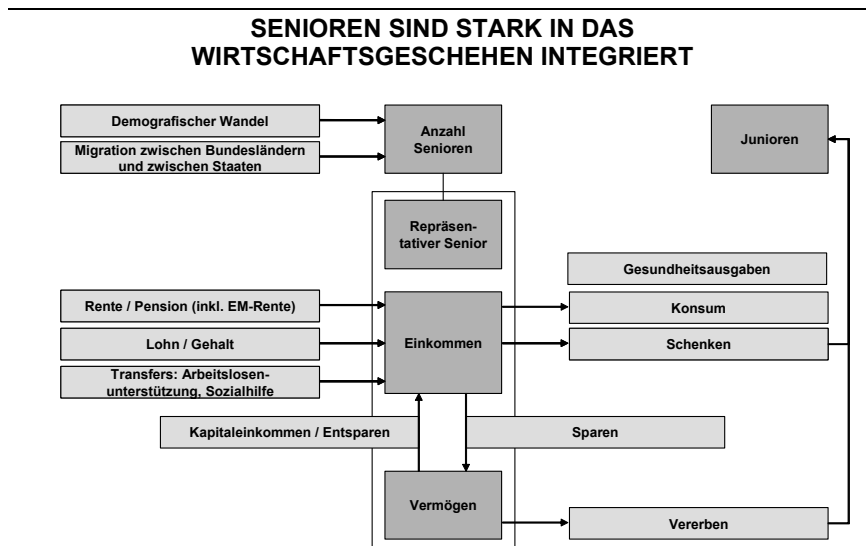 SENIOREN SIND STARK IN DAS
WIRTSCHAFTSGESCHEHEN INTEGRIERT
Demografischer Wandel
Migration zwischen Bundesländern
und zwischen Staaten
Anzahl
Senioren
Junioren
Repräsen-
tativer Senior
Gesundheitsausgaben
Rente / Pension (inkl. EM-Rente)
Konsum
Lohn / Gehalt
Einkommen
Schenken
Transfers: Arbeitslosen-
unterstützung, Sozialhilfe
Kapitaleinkommen / Entsparen
Sparen
Vermögen
Vererben